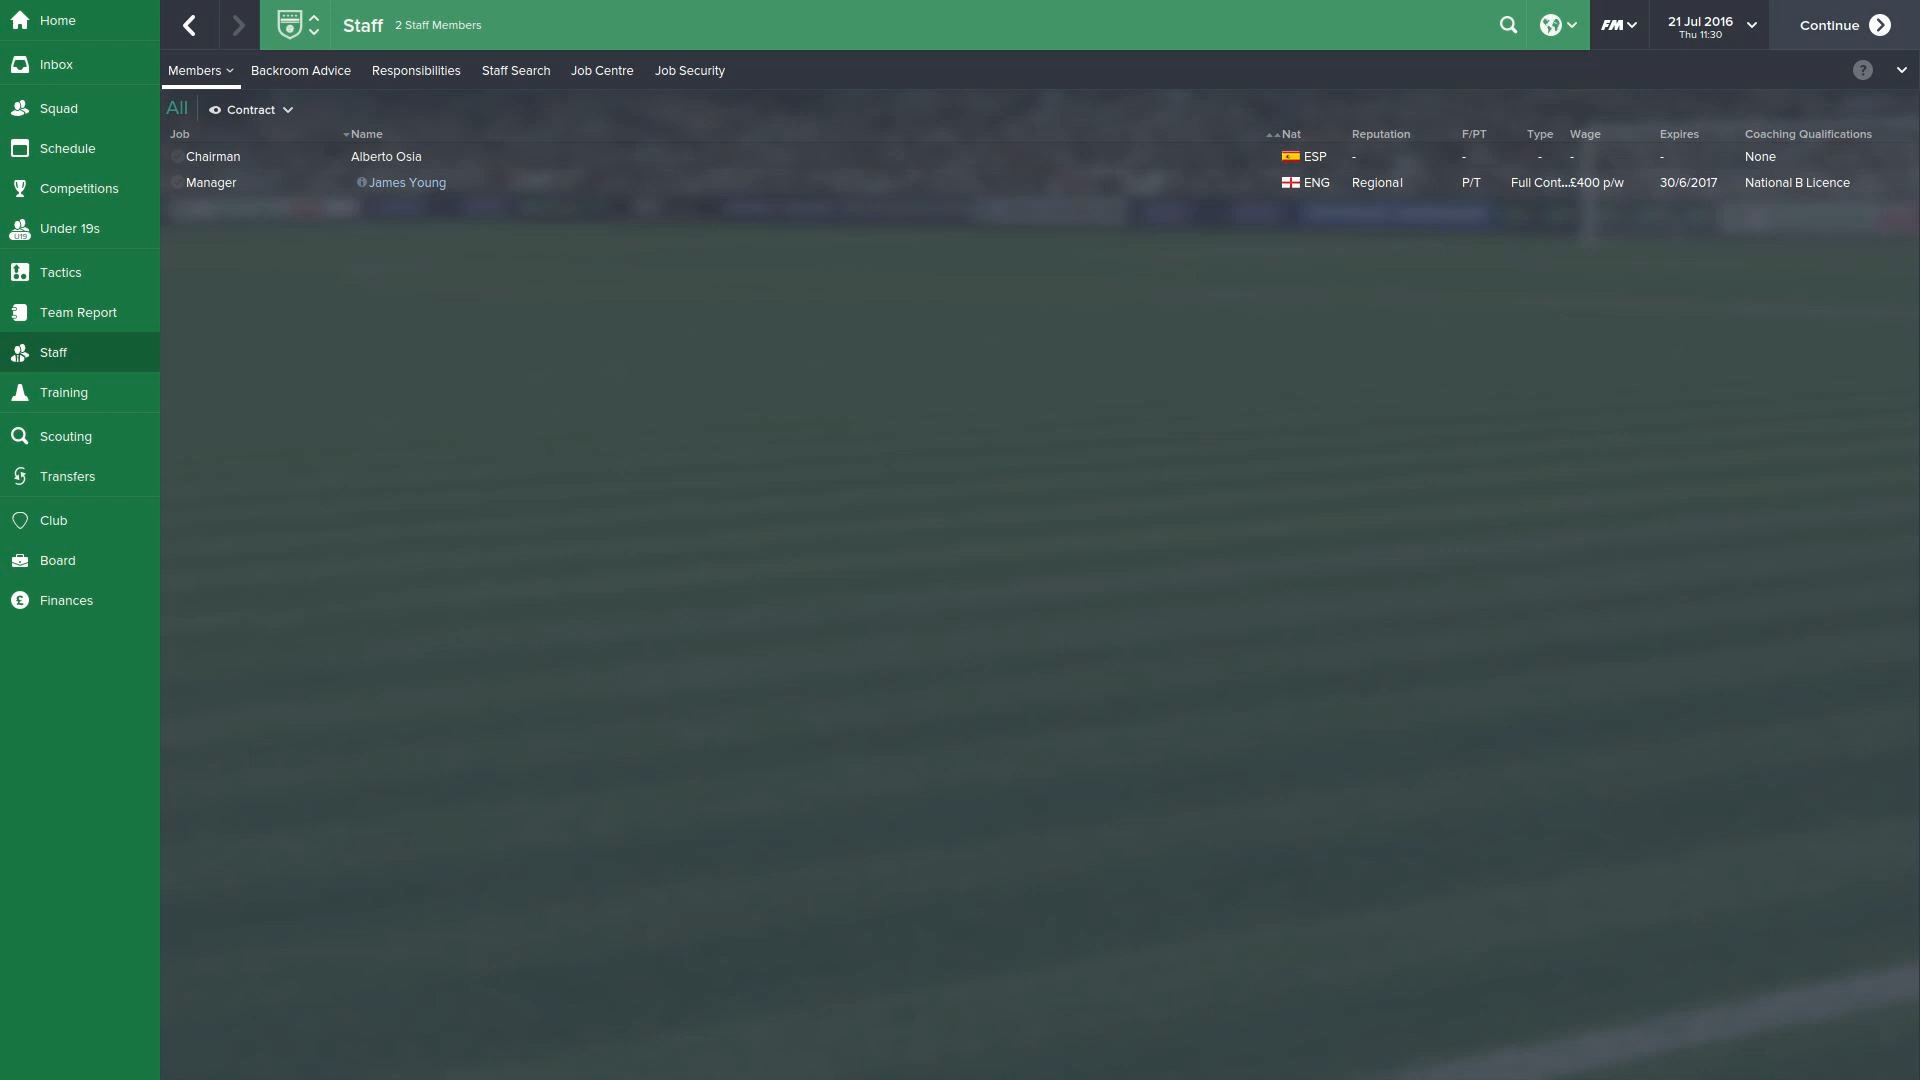 Home
Inbox
Squad
Schedule
Competitions
U19
Under 19s
Tactics
Team Report
Staff
Training
Scouting
Transfers
Club
Board
£ Finances
Staff 2 Staff Members
FM
21 Jul 2016
Thu 11:30
Continue
Members Backroom Advice Responsibilities Staff Search Job Centre Job Security ?
All Contract
Job Name Nat Reputation F/PT Type Wage Expires Coaching Qualifications
Chairman Alberto Osia ESP - - - - - None
Manager James Young ENG Regional P/T Full Cont...£400 p/w 30/6/2017 National B Licence